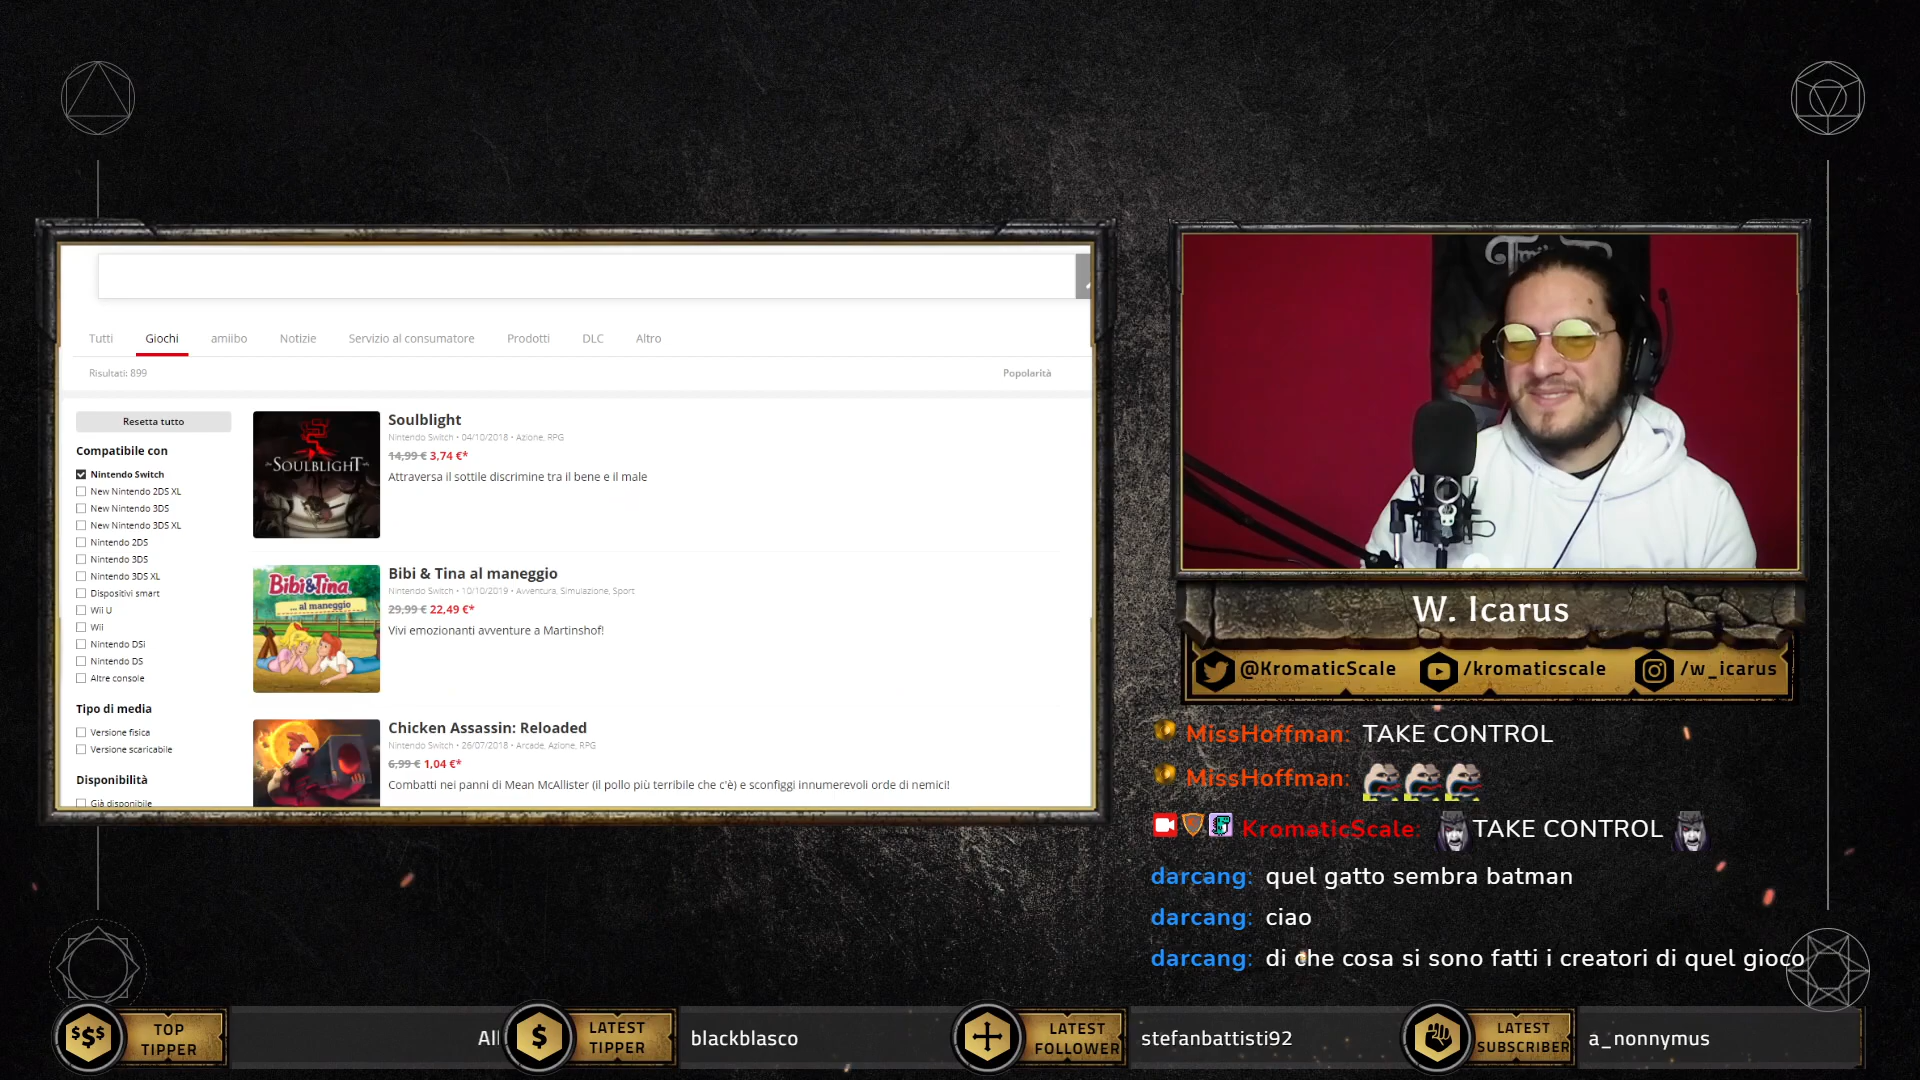 Tutti Giochi amiibo Notizie Servizio al consumatore Prodotti DLC Altro
Risultati: 899 Popolarità
Resetta tutto
Compatibile con
Nintendo Switch
New Nintendo 2DS XL
New Nintendo 3DS
New Nintendo 3DS XL
Nintendo 2DS
Nintendo 3DS
Nintendo 3DS XL
Dispositivi smart
Wii U
Wii
Nintendo DSi
Nintendo DS
Altre console
Tipo di media
Versione fisica
Versione scaricabile
Disponibilità
Già disponibile
SOULBLIGHT
Soulblight
Nintendo Switch • 04/10/2018 • Azione, RPG
14,99 € 3,74 €*
Attraversa il sottile discrimine tra il bene e il male
Bibi&Tina
... al maneggio
Bibi & Tina al maneggio
Nintendo Switch • 10/10/2019 • Avventura, Simulazione, Sport
29,99 € 22,49 €*
Vivi emozionanti avventure a Martinshof!
Chicken Assassin: Reloaded
Nintendo Switch • 26/07/2018 • Arcade, Azione, RPG
6,99 € 1,04 €*
Combatti nei panni di Mean McAllister (il pollo più terribile che c'è) e sconfiggi innumerevoli orde di nemici!
W. Icarus
@KromaticScale /kromaticscale /w_icarus
MissHoffman: TAKE CONTROL
MissHoffman:
KromaticScale: TAKE CONTROL
darcang: quel gatto sembra batman
darcang: ciao
darcang: di che cosa si sono fatti i creatori di quel gioco
$$$ TOP TIPPER All
$ LATEST TIPPER blackblasco
LATEST FOLLOWER stefanbattisti92
LATEST SUBSCRIBER a_nonnymus